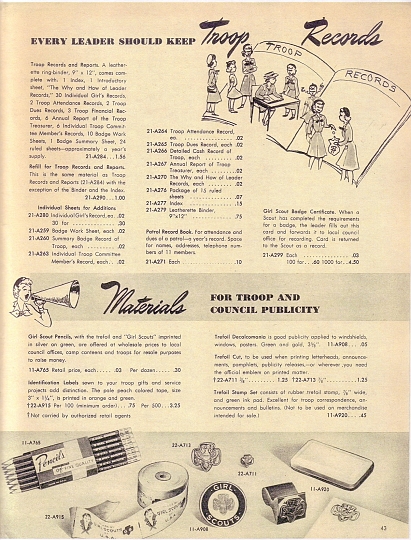 EVERY LEADER SHOULD KEEP Troop Records
TROOP
RECORDS
Troop Records and Reports. A leather-
ette ring-binder, 9" x 12", comes com-
plete with: 1 Index, 1 Introductory
sheet, "The Why and How of Leader
Records," 30 Individual Girl's Records,
2 Troop Attendance Records, 2 Troop
Dues Records, 3 Troop Financial Rec-
ords, 6 Annual Report of the Troop
Treasurer, 6 Individual Troop Commit-
tee Member's Records, 10 Badge Work
Sheets, 1 Badge Summary Sheet, 24
ruled sheets—approximately a year's
supply. 21-A284. . .1.56
Refill for Troop Records and Reports.
This is the same material as Troop
Records and Reports (21-A284) with the
exception of the Binder and the Index.
21-A290. . . .1.00
Individual Sheets for Additions
21-A280 Individual Girl's Record, ea. .02
30 for .30
21-A259 Badge Work Sheet, each .02
21-A260 Summary Badge Record of
Troop, each .02
21-A263 Individual Troop Committee
Member's Record, each. . .02
21-A264 Troop Attendance Record,
ea. .02
21-A265 Troop Dues Record, each .02
21-A266 Detailed Cash Record of
Troop, each .02
21-A267 Annual Report of Troop
Treasurer, each .02
21-A270 The Why and How of Leader
Records, each .02
21-A276 Package of 15 ruled
sheets .07
21-A277 Index .15
21-A279 Leatherette Binder,
9"x12" .75
Patrol Record Book. For attendance and
dues of a patrol—a year's record. Space
for names, addresses, telephone num-
bers of 11 members.
21-A271 Each .10
Girl Scout Badge Certificate. When a
Scout has completed the requirements
for a badge, the leader fills out this
card and forwards it to local council
office for recording. Card is returned
to the Scout as a record.
21-A299 Each .03
100 for. . .60 1000 for. . .4.50
Materials FOR TROOP AND
COUNCIL PUBLICITY
Girl Scout Pencils, with the trefoil and "Girl Scouts" imprinted
in silver on green, are offered at wholesale prices to local
council offices, camp canteens and troops for resale purposes
to raise money.
11-A765 Retail price, each .03 Per dozen .30
Identification Labels sewn to your troop gifts and service
projects add distinction. The pale peach colored tape, size
is printed in orange and green.
†22-A915 Per 100 (minimum order) .75 Per 500. . .3.25
† Not carried by authorized retail agents
Trefoil Decalcomania is good publicity applied to windshields,
windows, posters. Green and gold, 11-A908 .05
Trefoil Cut, to be used when printing letterheads, announce-
ments, pamphlets, publicity releases,—or wherever you need
the official emblem on printed matter.
†22-A711 1.25 †22-A713 1.25
Trefoil Stamp Set consists of rubber trefoil stamp, wide,
and green ink pad. Excellent for troop correspondence, an-
nouncements and bulletins. (Not to be used on merchandise
intended for sale.) 11-A920. . . .45
11-A765
Pencils
32-A713
22-A711
11-A920
22-A915
GIRL SCOUTS
11-A908
43